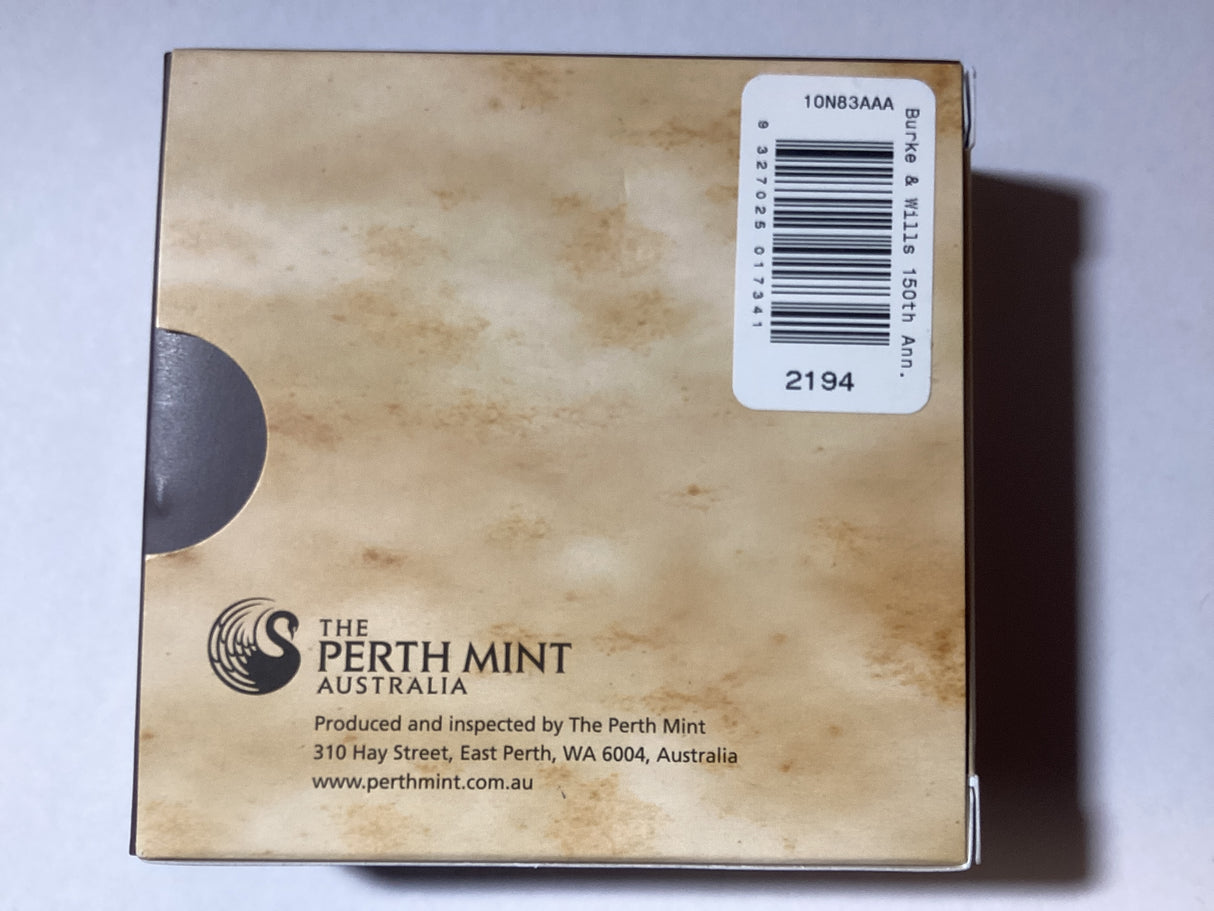 10N83AAA
Burke & Wills 150th Ann.
9 327025 017341
2194
THE
PERTH MINT
AUSTRALIA
Produced and inspected by The Perth Mint
310 Hay Street, East Perth, WA 6004, Australia
www.perthmint.com.au